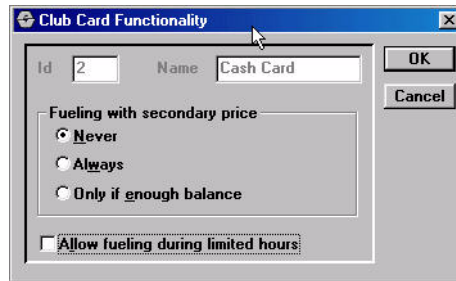 Club Card Functionality
Id 2 Name Cash Card OK
Cancel
Fueling with secondary price
Never
Always
Only if enough balance
Allow fueling during limited hours